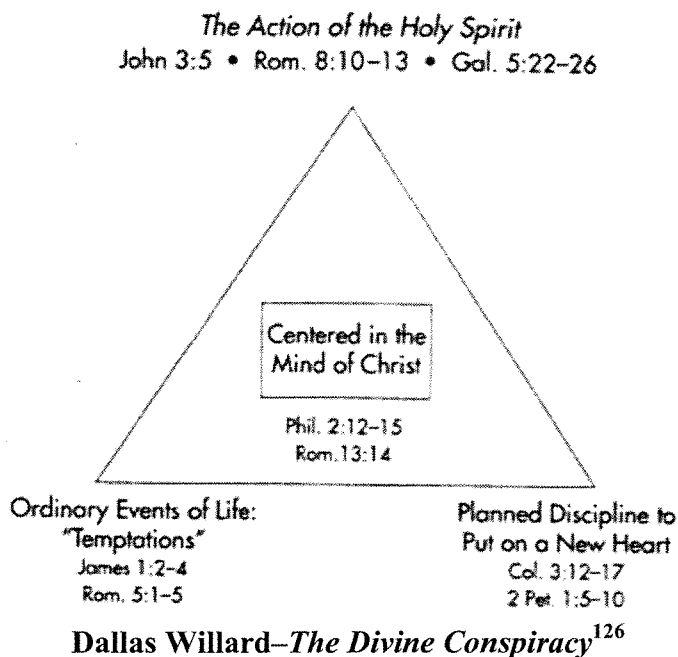 The Action of the Holy Spirit
John 3:5 • Rom. 8:10–13 • Gal. 5:22–26
Centered in the
Mind of Christ
Phil. 2:12–15
Rom.13:14
Ordinary Events of Life:
"Temptations"
James 1:2–4
Rom. 5:1–5
Planned Discipline to
Put on a New Heart
Col. 3:12–17
2 Pet. 1:5–10
Dallas Willard–The Divine Conspiracy126